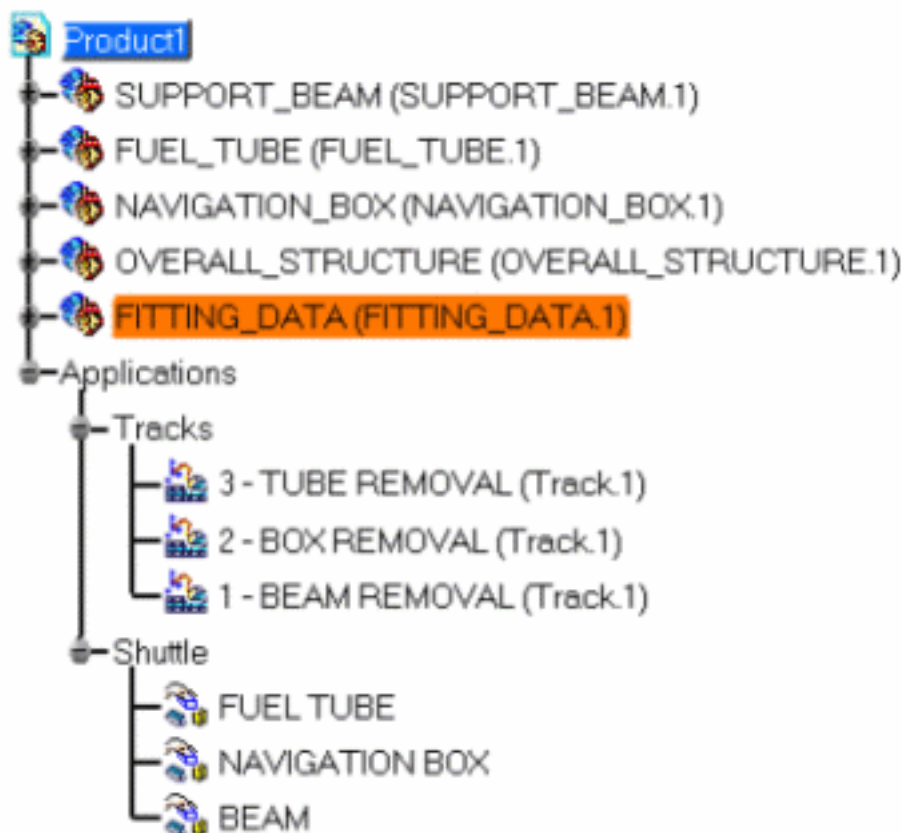 Product1
SUPPORT_BEAM (SUPPORT_BEAM.1)
FUEL_TUBE (FUEL_TUBE.1)
NAVIGATION_BOX (NAVIGATION_BOX.1)
OVERALL_STRUCTURE (OVERALL_STRUCTURE.1)
FITTING_DATA (FITTING_DATA.1)
Applications
Tracks
3 - TUBE REMOVAL (Track.1)
2 - BOX REMOVAL (Track.1)
1 - BEAM REMOVAL (Track.1)
Shuttle
FUEL TUBE
NAVIGATION BOX
BEAM